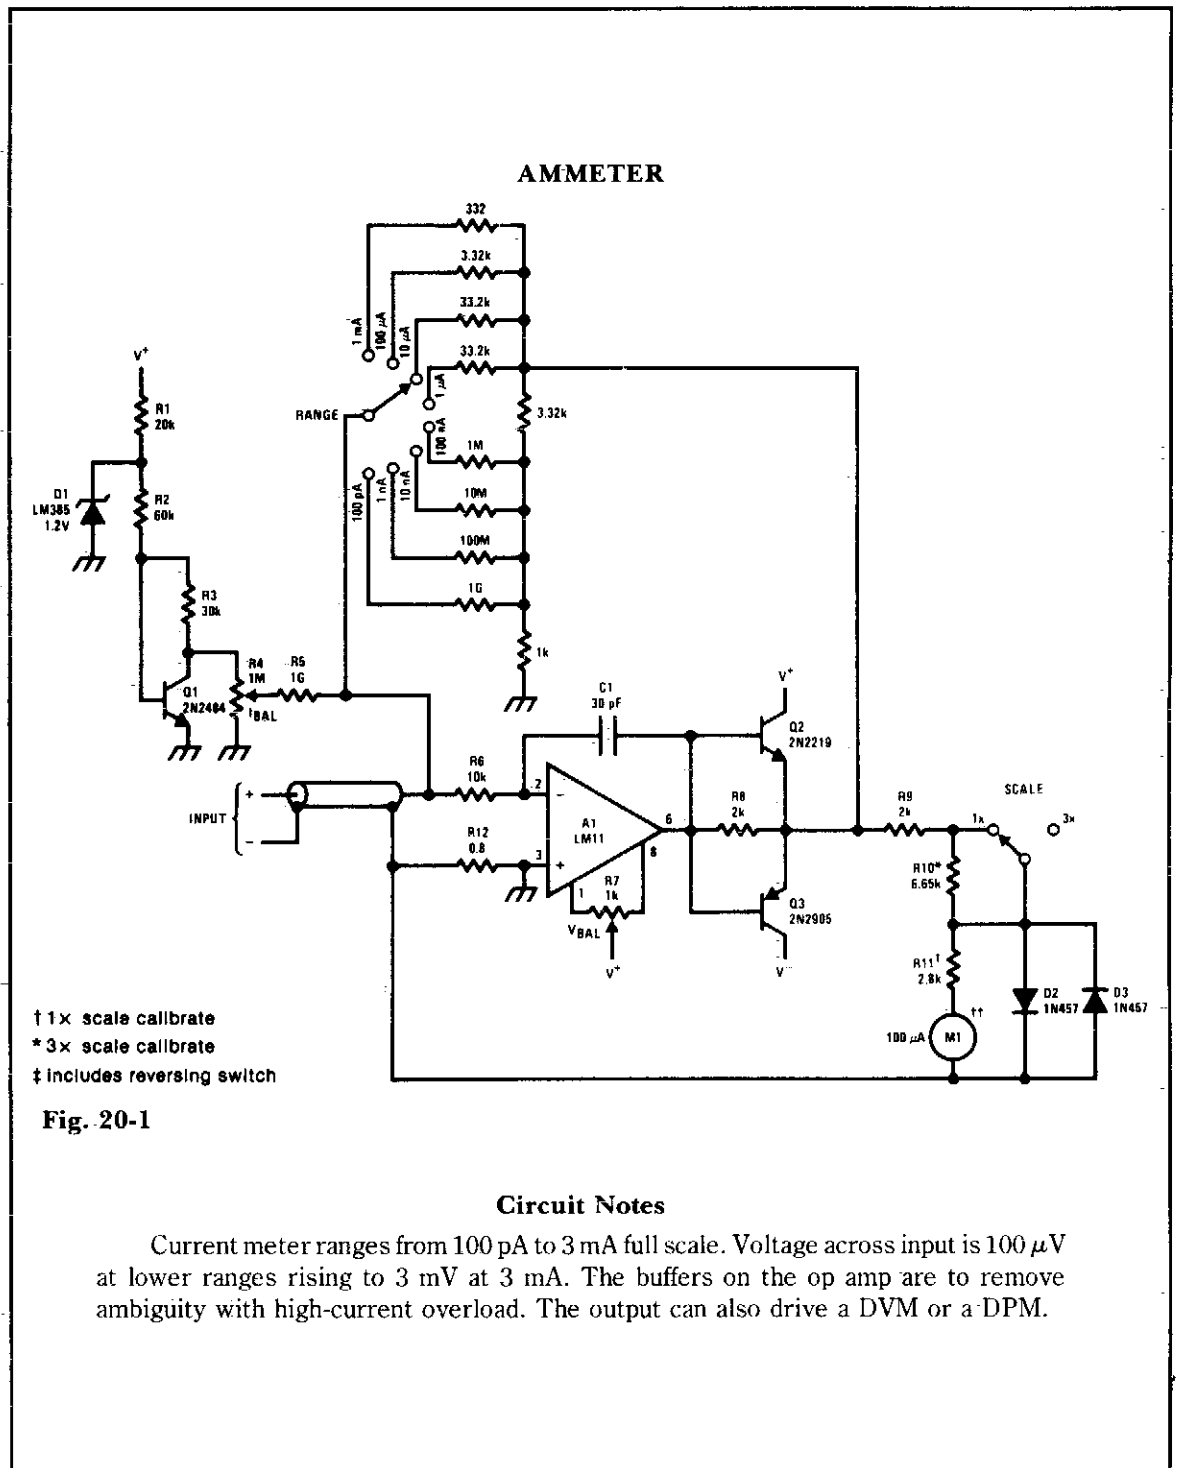 AMMETER
332
3.32k
33.2k
33.2k
3.32k
1M
10M
100M
1G
1k
1 mA
100 µA
10 µA
1 µA
100 nA
10 nA
1 nA
100 pA
RANGE
V+
R1
20k
D1
LM385
1.2V
R2
60k
R3
30k
R4
1M
IBAL
R5
1G
Q1
2N2484
INPUT
+
−
R6
10k
R12
0.8
C1
30 pF
2
−
3
+
A1
LM11
6
8
1
R7
1k
VBAL
V+
R8
2k
V+
Q2
2N2219
Q3
2N2905
V−
R9
2k
SCALE
1x
3x
R10*
6.65k
R11†
2.8k
D2
1N457
D3
1N457
100 µA
M1
††
† 1× scale calibrate
* 3× scale calibrate
‡ includes reversing switch
Fig. 20-1
Circuit Notes
Current meter ranges from 100 pA to 3 mA full scale. Voltage across input is 100 µV
at lower ranges rising to 3 mV at 3 mA. The buffers on the op amp are to remove
ambiguity with high-current overload. The output can also drive a DVM or a DPM.